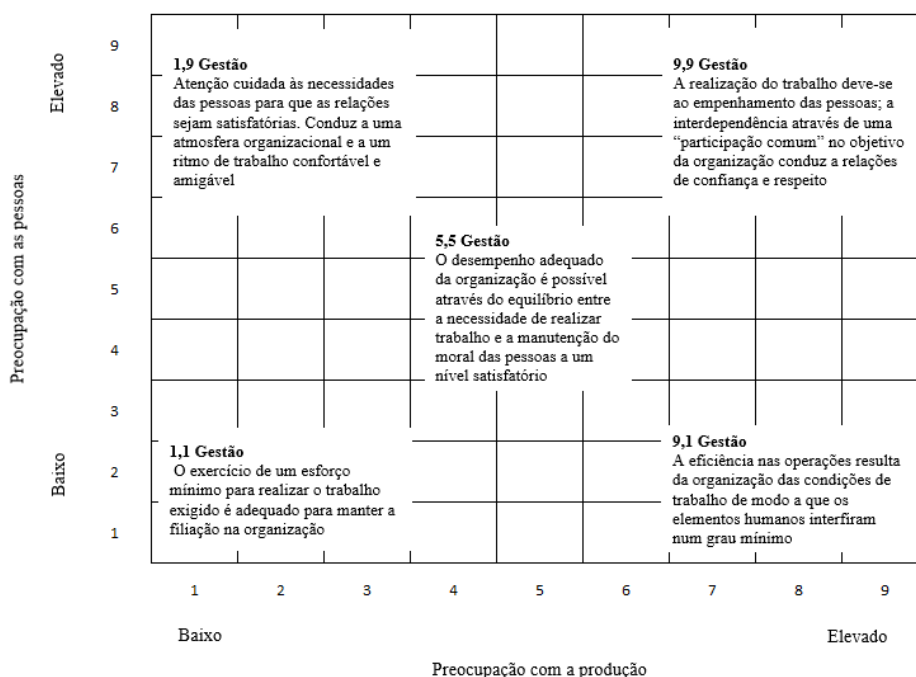 Elevado
Preocupação com as pessoas
Baixo
9
8
7
6
5
4
3
2
1
1,9 Gestão
Atenção cuidada às necessidades
das pessoas para que as relações
sejam satisfatórias. Conduz a uma
atmosfera organizacional e a um
ritmo de trabalho confortável e
amigável
9,9 Gestão
A realização do trabalho deve-se
ao empenhamento das pessoas; a
interdependência através de uma
“participação comum” no objetivo
da organização conduz a relações
de confiança e respeito
5,5 Gestão
O desempenho adequado
da organização é possível
através do equilíbrio entre
a necessidade de realizar
trabalho e a manutenção do
moral das pessoas a um
nível satisfatório
1,1 Gestão
O exercício de um esforço
mínimo para realizar o trabalho
exigido é adequado para manter a
filiação na organização
9,1 Gestão
A eficiência nas operações resulta
da organização das condições de
trabalho de modo a que os
elementos humanos interfiram
num grau mínimo
1 2 3 4 5 6 7 8 9
Baixo Elevado
Preocupação com a produção